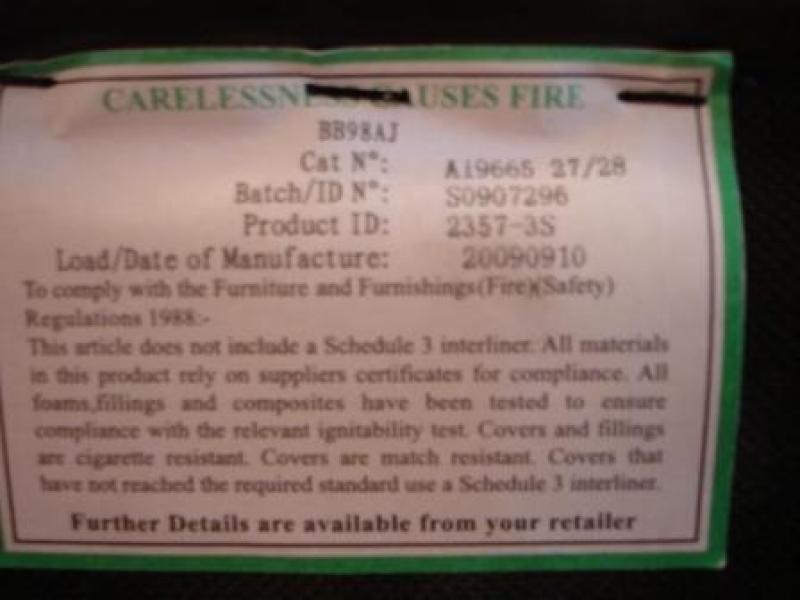 CARELESSNESS CAUSES FIRE
BB98AJ
Cat N°: A19665 27/28
Batch/ID N°: S0907296
Product ID: 2357-3S
Load/Date of Manufacture: 20090910
To comply with the Furniture and Furnishings(Fire)(Safety)
Regulations 1988:-
This article does not include a Schedule 3 interliner. All materials
in this product rely on suppliers certificates for compliance. All
foams,fillings and composites have been tested to ensure
compliance with the relevant ignitability test. Covers and fillings
are cigarette resistant. Covers are match resistant. Covers that
have not reached the required standard use a Schedule 3 interliner.
Further Details are available from your retailer